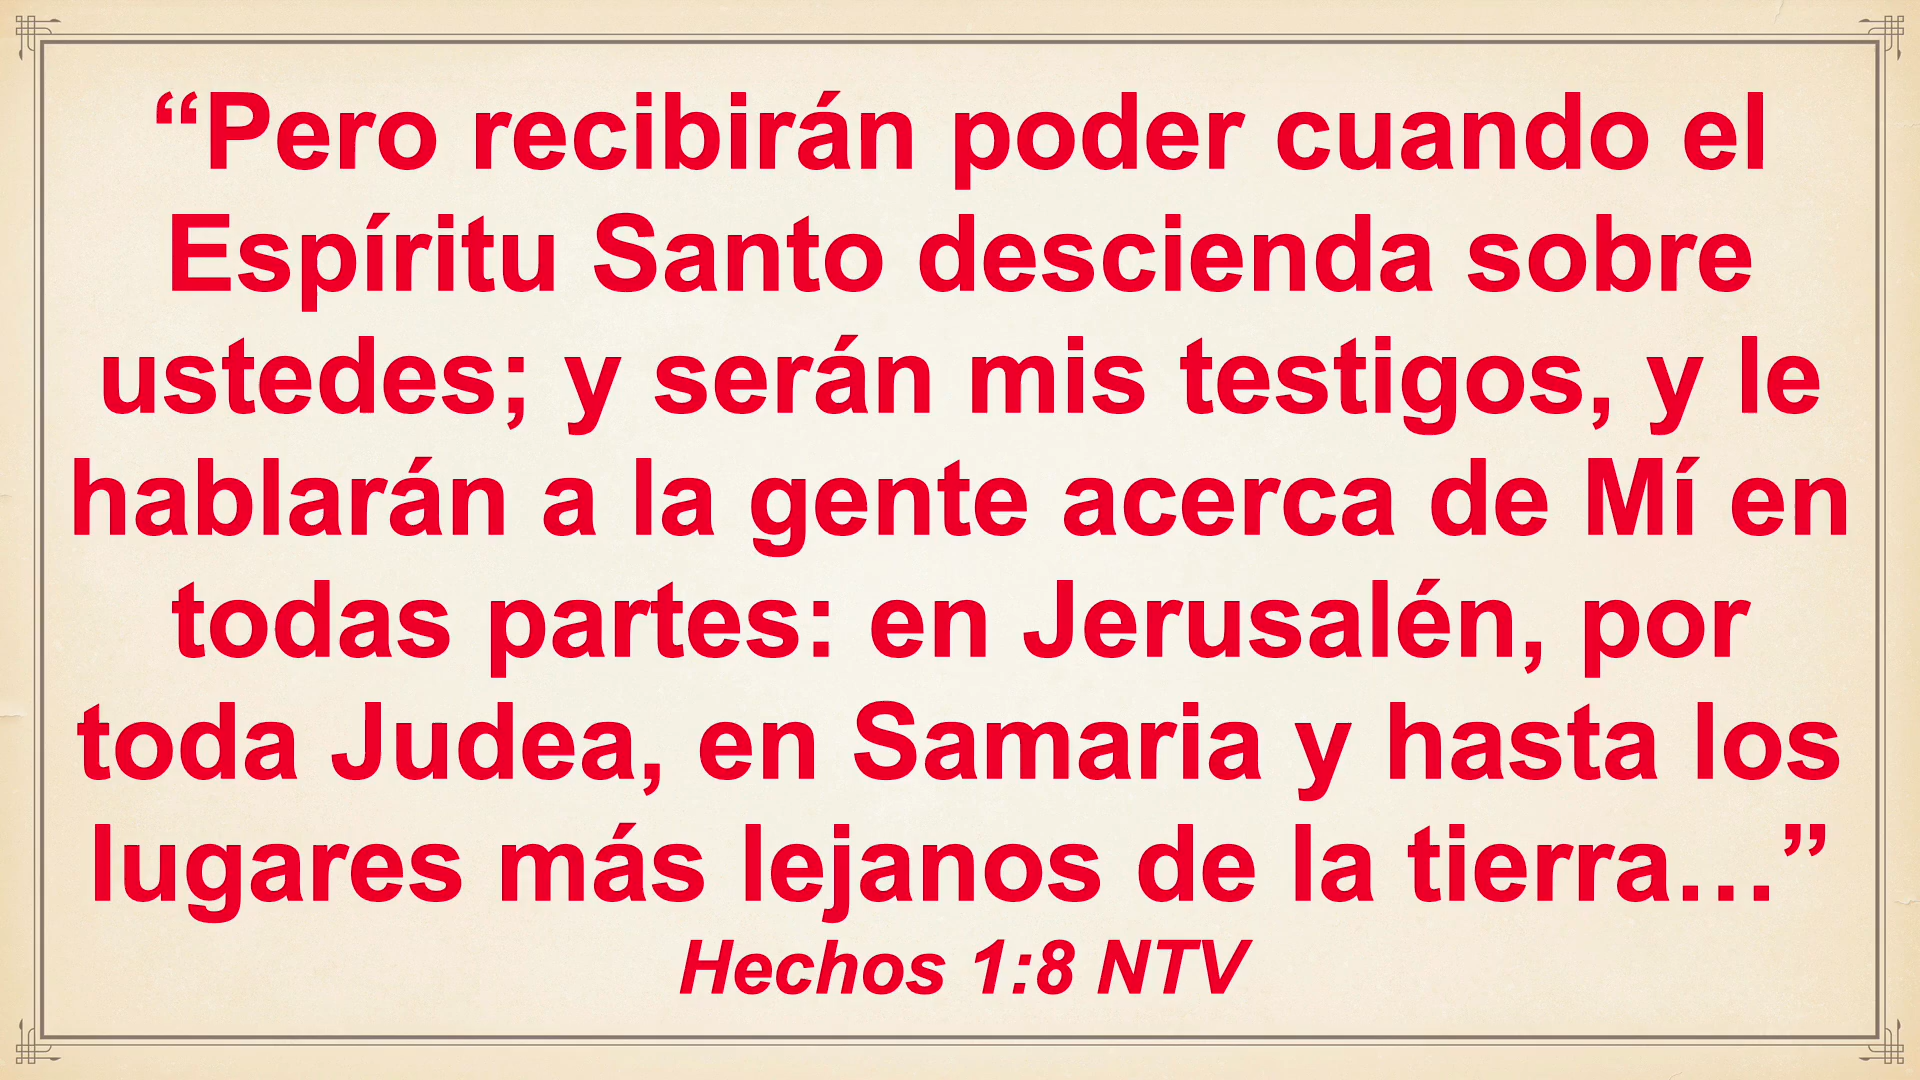 “Pero recibirán poder cuando el
Espíritu Santo descienda sobre
ustedes; y serán mis testigos, y le
hablarán a la gente acerca de Mí en
todas partes: en Jerusalén, por
toda Judea, en Samaria y hasta los
lugares más lejanos de la tierra…”
Hechos 1:8 NTV